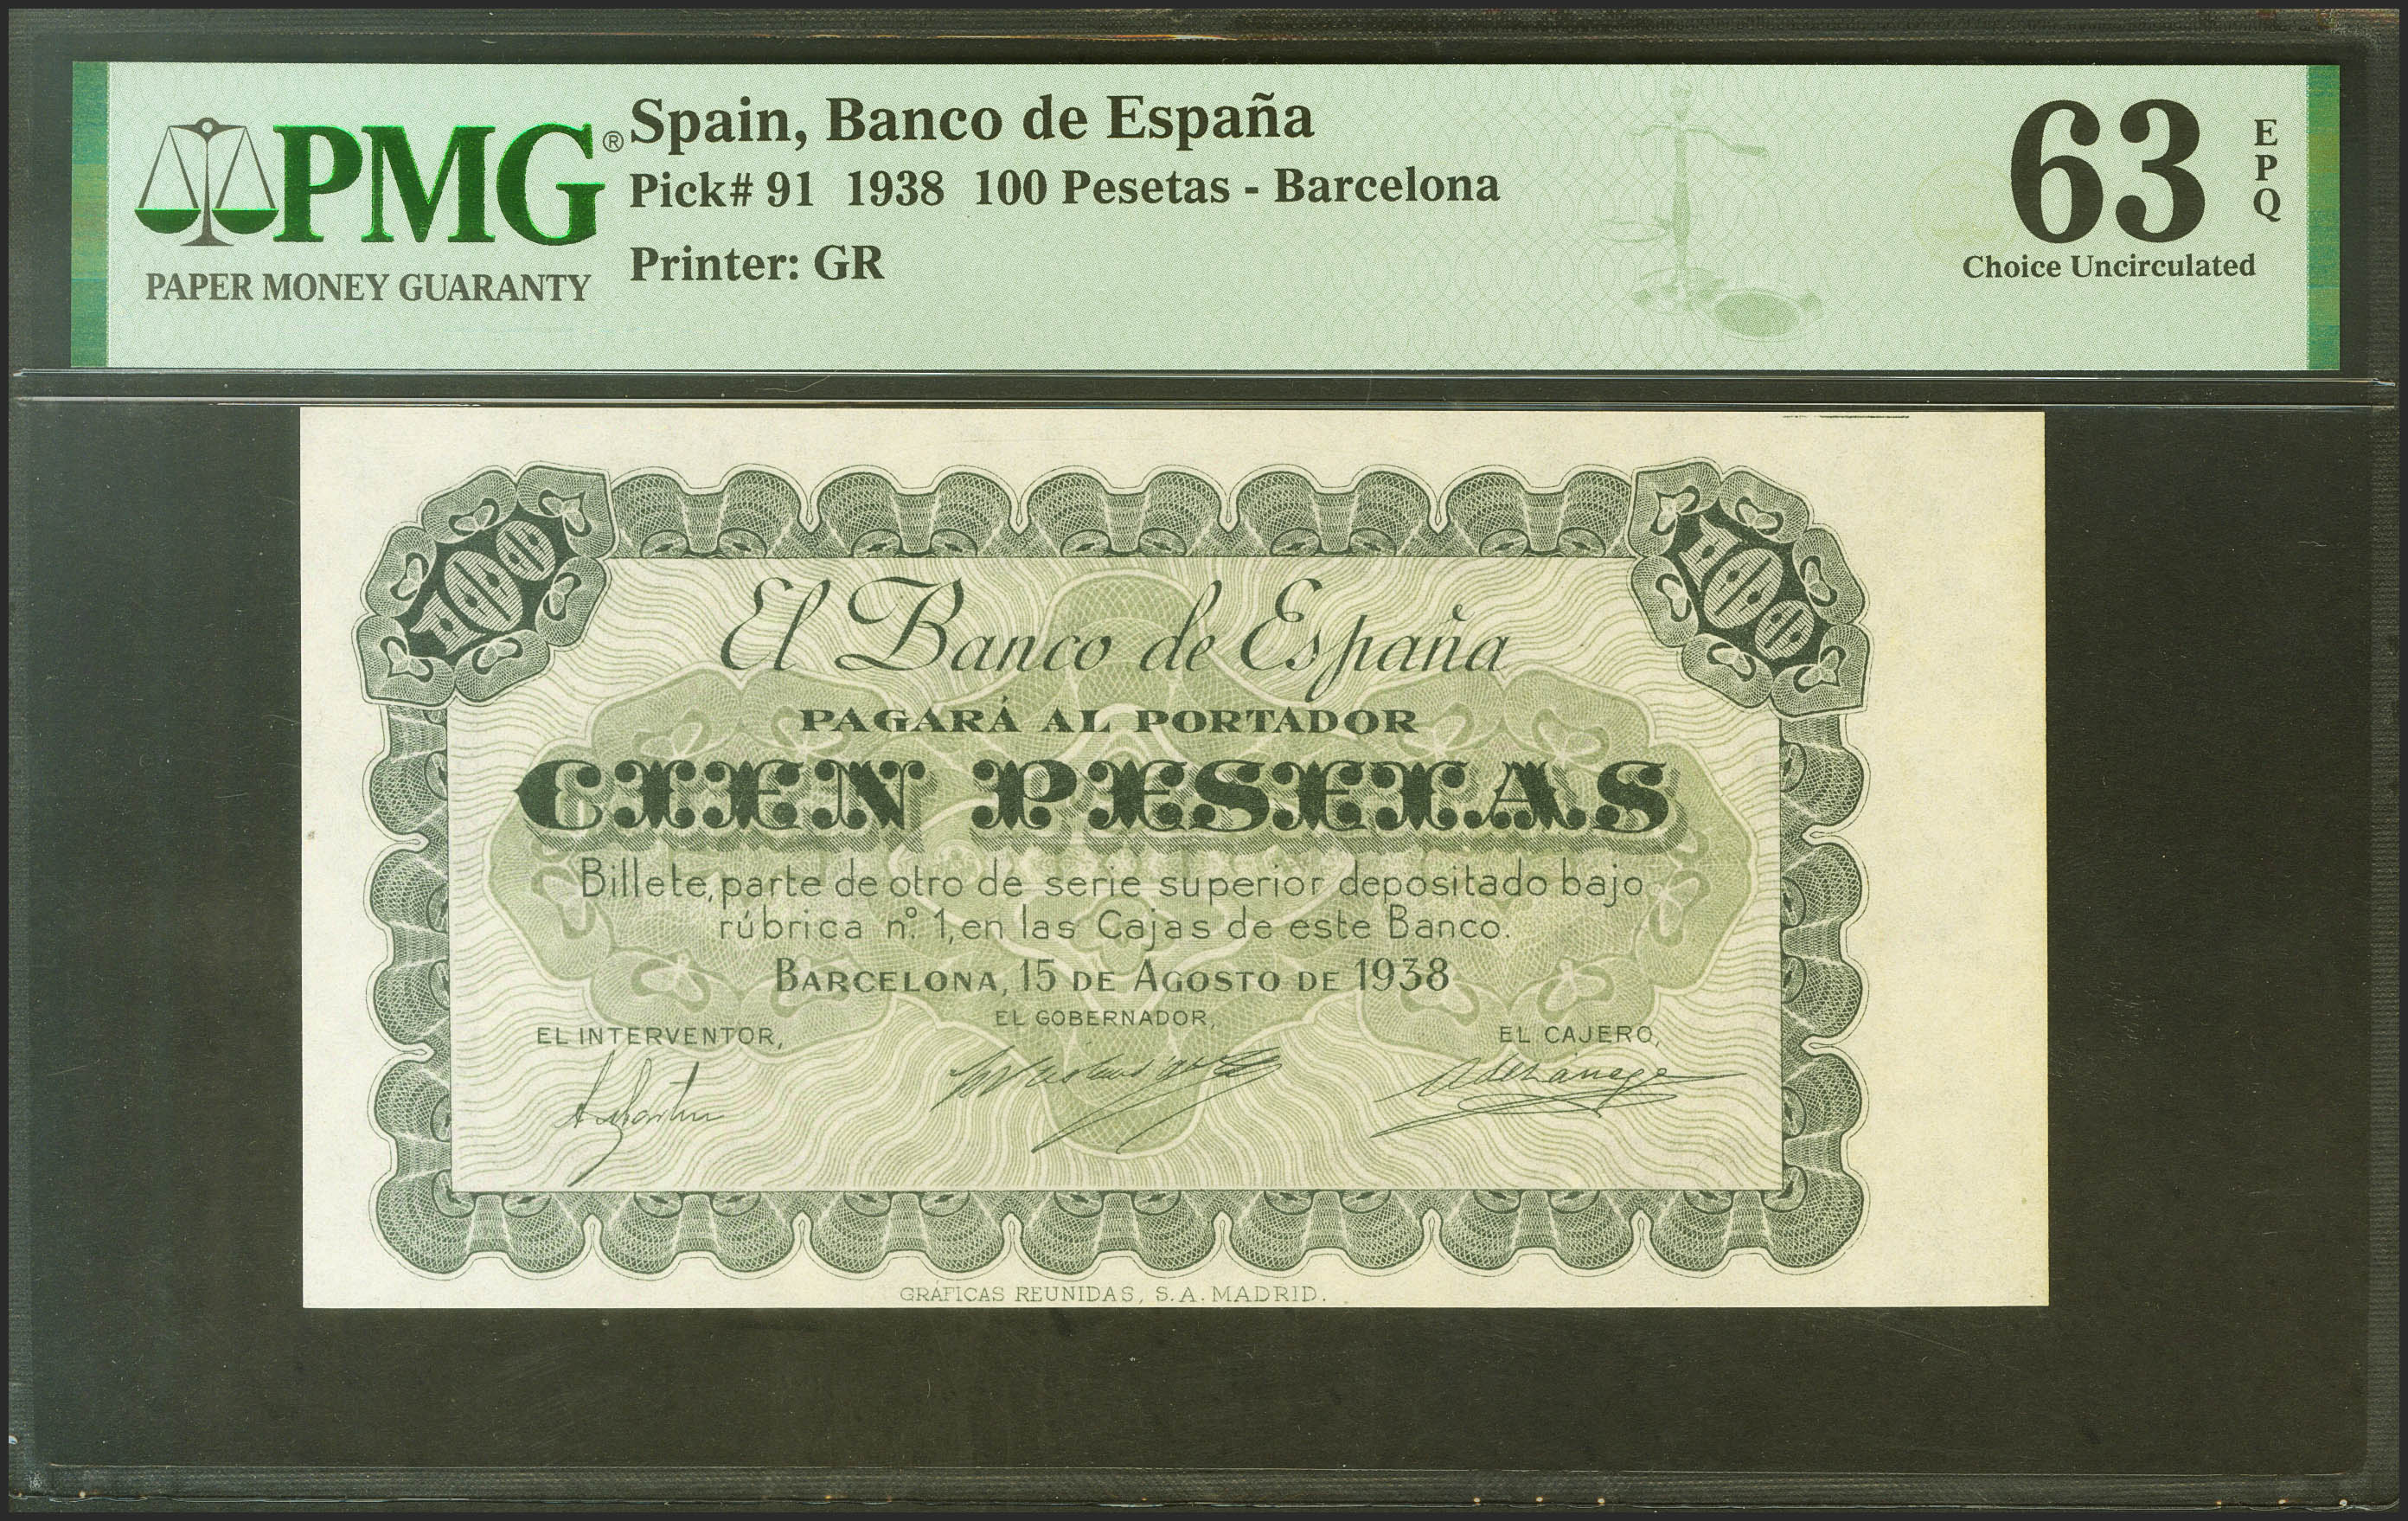 PMG®
PAPER MONEY GUARANTY
Spain, Banco de España
Pick# 91 1938 100 Pesetas - Barcelona
Printer: GR
63
EPQ
Choice Uncirculated
100
100
El Banco de España
PAGARÁ AL PORTADOR
CIEN PESETAS
Billete, parte de otro de serie superior depositado bajo
rúbrica nº. 1, en las Cajas de este Banco.
BARCELONA, 15 DE AGOSTO DE 1938
EL INTERVENTOR,
EL GOBERNADOR,
EL CAJERO,
GRÁFICAS REUNIDAS, S.A. MADRID.